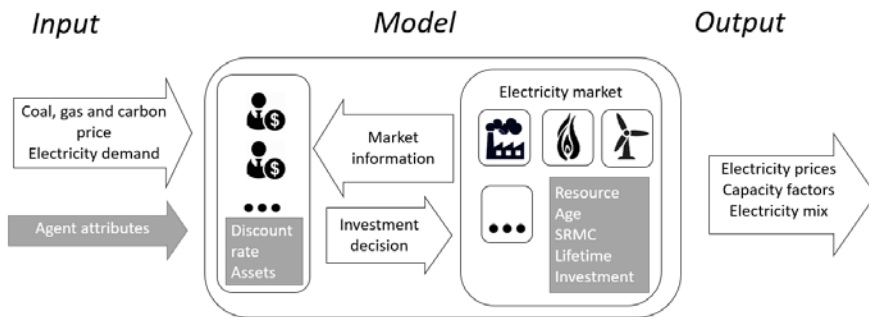 Input
Model
Output
Coal, gas and carbon
price
Electricity demand
Agent attributes
$
$
Discount
rate
Assets
Market
information
Investment
decision
Electricity market
Resource
Age
SRMC
Lifetime
Investment
Electricity prices
Capacity factors
Electricity mix